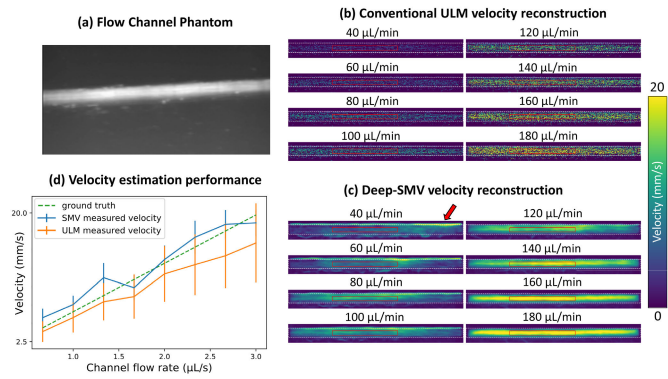 (a) Flow Channel Phantom
(b) Conventional ULM velocity reconstruction
40 µL/min
120 µL/min
60 µL/min
140 µL/min
80 µL/min
160 µL/min
100 µL/min
180 µL/min
(c) Deep-SMV velocity reconstruction
40 µL/min
120 µL/min
60 µL/min
140 µL/min
80 µL/min
160 µL/min
100 µL/min
180 µL/min
20
Velocity (mm/s)
0
(d) Velocity estimation performance
ground truth
SMV measured velocity
ULM measured velocity
20.0
2.5
Velocity (mm/s)
1.0
1.5
2.0
2.5
3.0
Channel flow rate (µL/s)